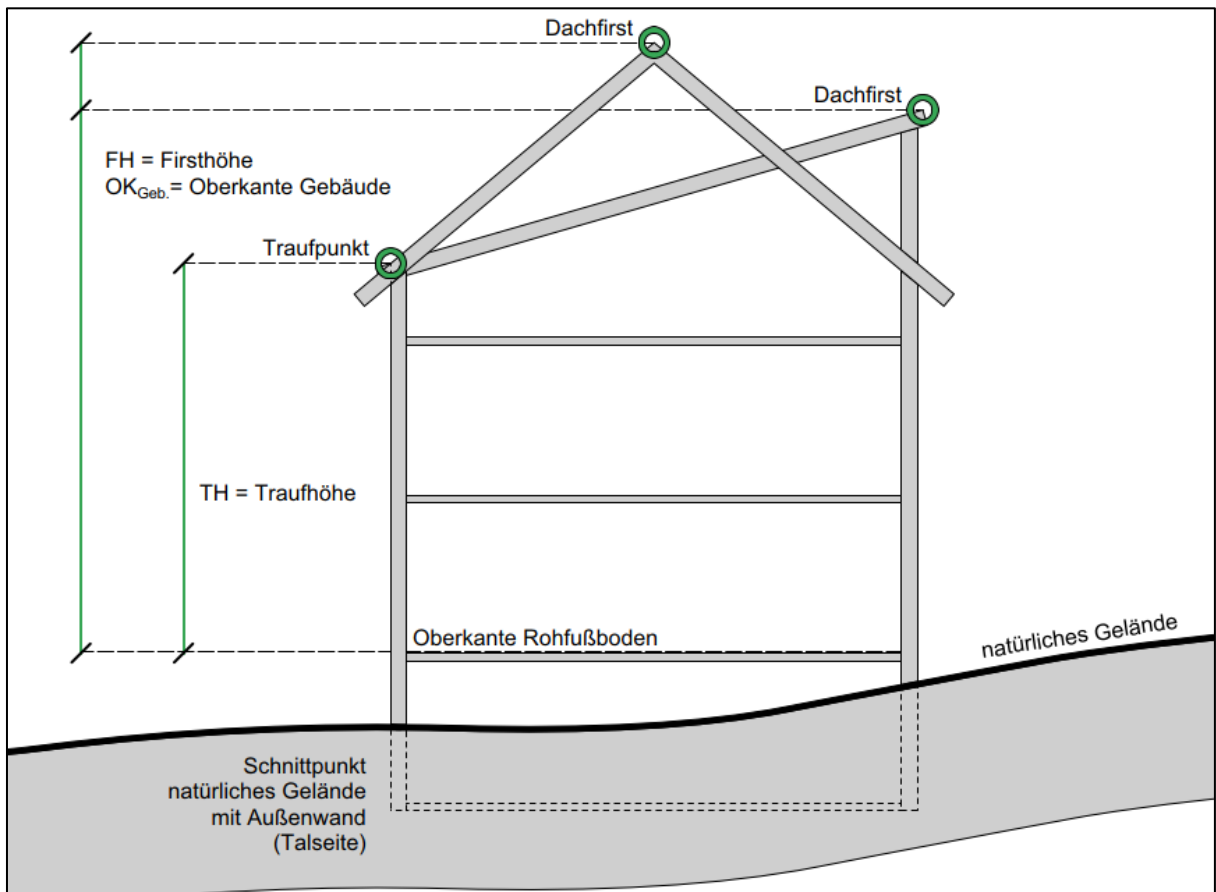 Dachfirst
Dachfirst
FH = Firsthöhe
OKGeb.= Oberkante Gebäude
Traufpunkt
TH = Traufhöhe
Oberkante Rohfußboden
natürliches Gelände
Schnittpunkt
natürliches Gelände
mit Außenwand
(Talseite)